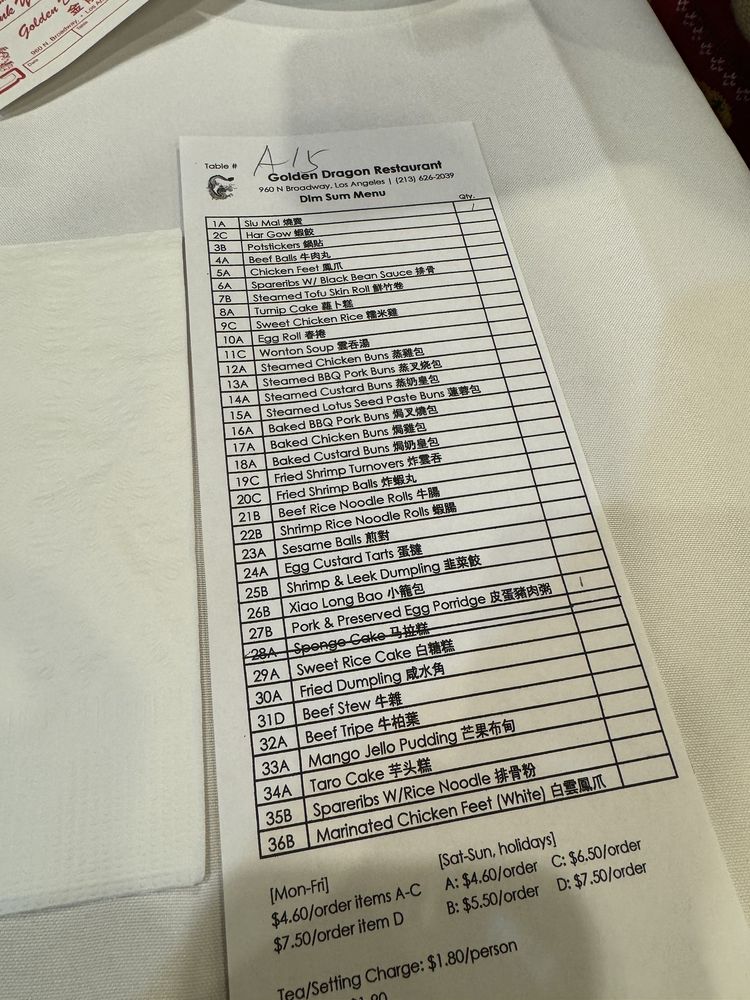 Golden
960 N. Broadway, Los
Date
Table # A15
Golden Dragon Restaurant
960 N Broadway, Los Angeles | (213) 626-2039
Dim Sum Menu
Qty.
1A Siu Mai 燒賣 1
2C Har Gow 蝦餃
3B Potstickers 鍋貼
4A Beef Balls 牛肉丸
5A Chicken Feet 鳳爪
6A Spareribs W/ Black Bean Sauce 排骨
7B Steamed Tofu Skin Roll 鮮竹卷
8A Turnip Cake 蘿卜糕
9C Sweet Chicken Rice 糯米雞
10A Egg Roll 春捲
11C Wonton Soup 雲吞湯
12A Steamed Chicken Buns 蒸雞包
13A Steamed BBQ Pork Buns 蒸叉燒包
14A Steamed Custard Buns 蒸奶皇包
15A Steamed Lotus Seed Paste Buns 蓮蓉包
16A Baked BBQ Pork Buns 焗叉燒包
17A Baked Chicken Buns 焗雞包
18A Baked Custard Buns 焗奶皇包
19C Fried Shrimp Turnovers 炸雲吞
20C Fried Shrimp Balls 炸蝦丸
21B Beef Rice Noodle Rolls 牛腸
22B Shrimp Rice Noodle Rolls 蝦腸
23A Sesame Balls 煎對
24A Egg Custard Tarts 蛋撻
25B Shrimp & Leek Dumpling 韭菜餃
26B Xiao Long Bao 小籠包
27B Pork & Preserved Egg Porridge 皮蛋豬肉粥 1
28A Sponge Cake 马拉糕
29A Sweet Rice Cake 白糖糕
30A Fried Dumpling 咸水角
31D Beef Stew 牛雜
32A Beef Tripe 牛柏葉
33A Mango Jello Pudding 芒果布甸
34A Taro Cake 芋头糕
35B Spareribs W/Rice Noodle 排骨粉
36B Marinated Chicken Feet (White) 白雲鳳爪
[Mon-Fri]
$4.60/order items A-C
$7.50/order item D
[Sat-Sun, holidays]
A: $4.60/order C: $6.50/order
B: $5.50/order D: $7.50/order
Tea/Setting Charge: $1.80/person